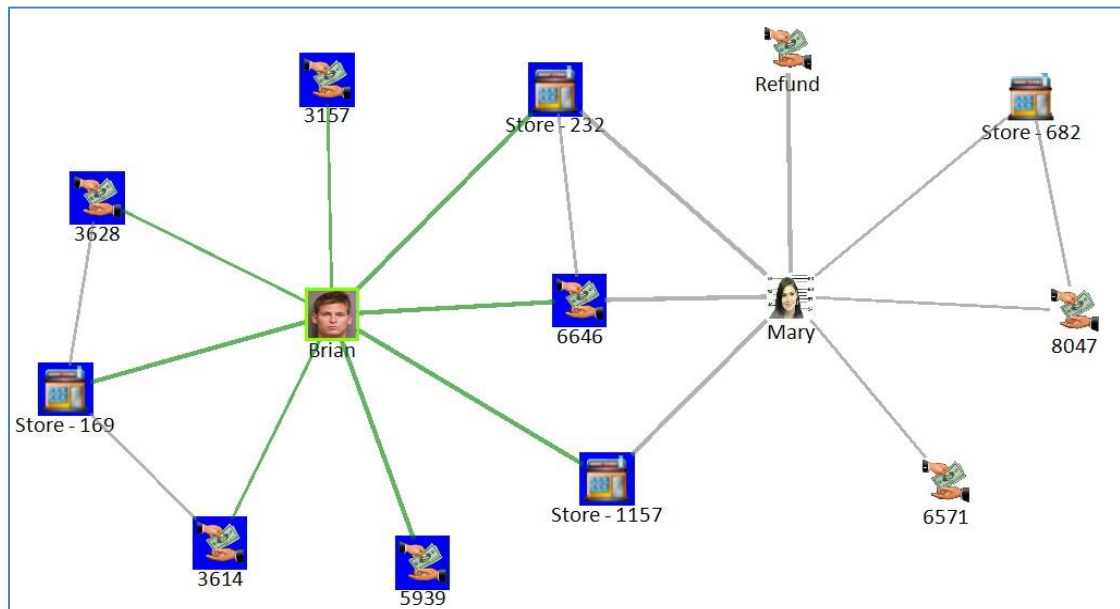 Refund
3157
Store - 232
Store - 682
3628
Brian
6646
Mary
8047
Store - 169
Store - 1157
6571
3614
5939